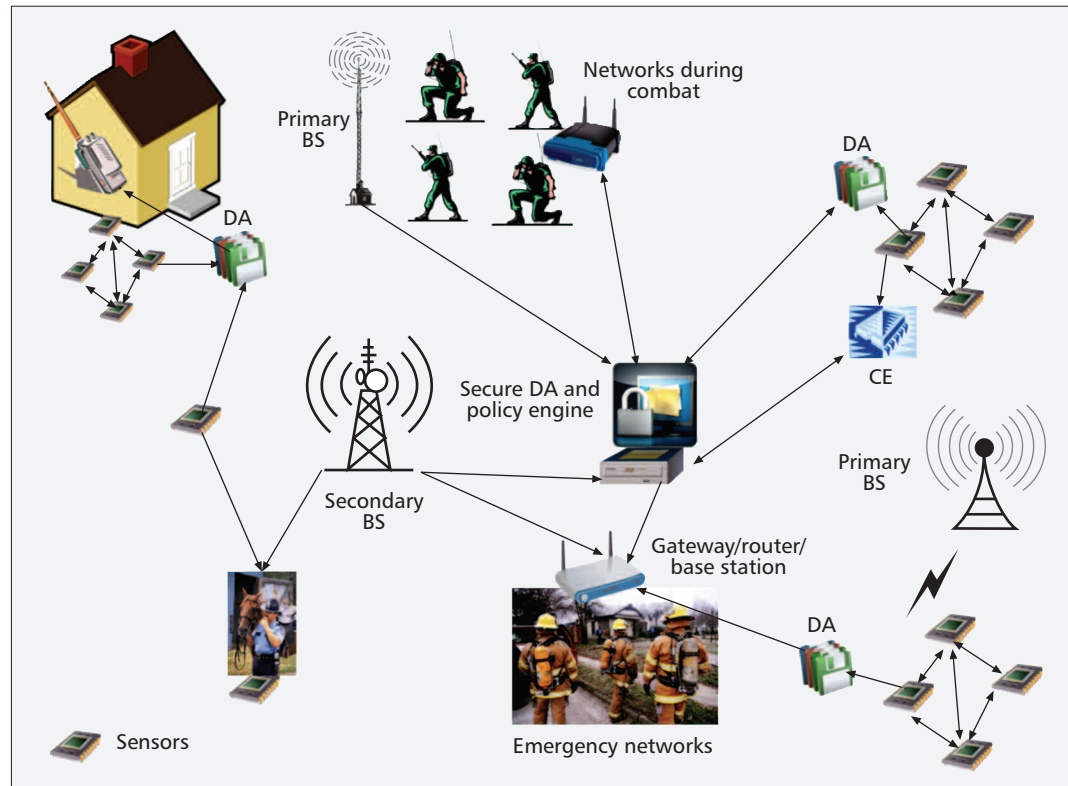 Networks during
combat
Primary
BS
DA
DA
CE
Secure DA and
policy engine
Primary
BS
Secondary
BS
Gateway/router/
base station
DA
Sensors
Emergency networks